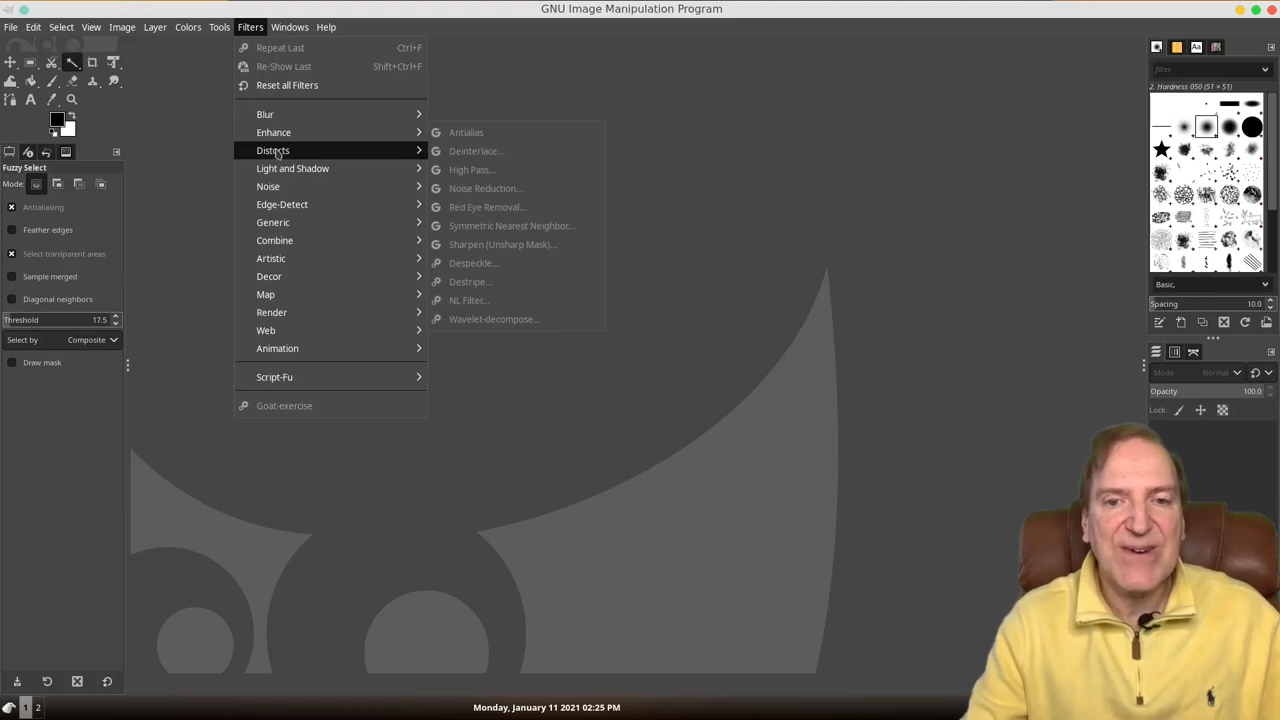 GNU Image Manipulation Program
File Edit Select View Image Layer Colors Tools Filters Windows Help
Repeat Last Ctrl+F
Re-Show Last Shift+Ctrl+F
Reset all Filters
Blur
Enhance
Distorts
Light and Shadow
Noise
Edge-Detect
Generic
Combine
Artistic
Decor
Map
Render
Web
Animation
Script-Fu
Goat-exercise
Antialias
Deinterlace...
High Pass...
Noise Reduction...
Red Eye Removal...
Symmetric Nearest Neighbor...
Sharpen (Unsharp Mask)...
Despeckle...
Destripe...
NL Filter...
Wavelet-decompose...
Fuzzy Select
Mode:
Antialiasing
Feather edges
Select transparent areas
Sample merged
Diagonal neighbors
Threshold 17.5
Select by Composite
Draw mask
Aa
filter
2. Hardness 050 (51 × 51)
Basic,
Spacing 10.0
Mode Normal
Opacity 100.0
Lock:
1 2
Monday, January 11 2021 02:25 PM